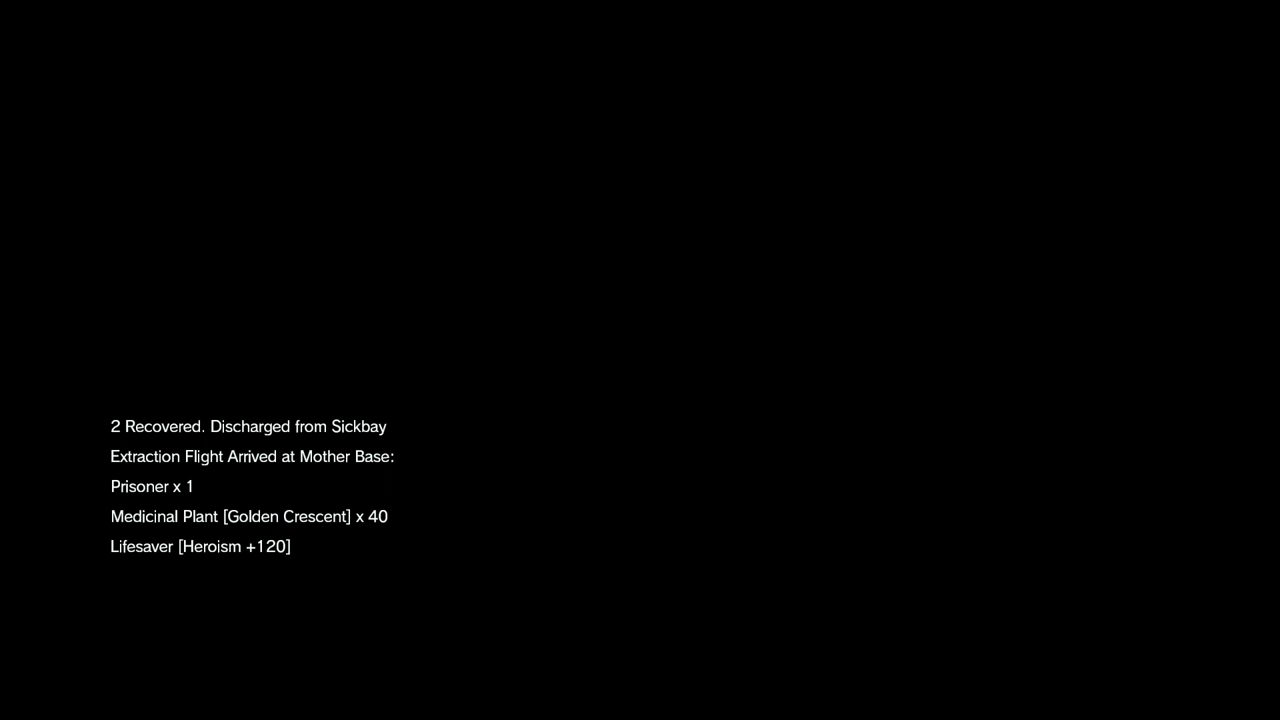 2 Recovered. Discharged from Sickbay
Extraction Flight Arrived at Mother Base:
Prisoner x 1
Medicinal Plant [Golden Crescent] x 40
Lifesaver [Heroism +120]